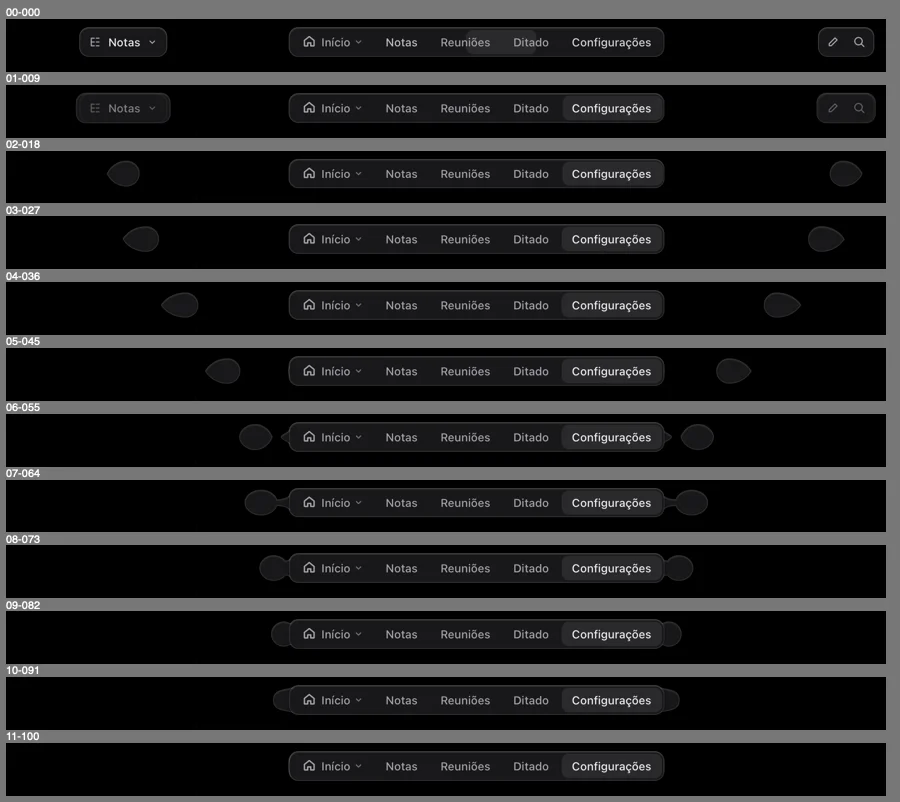 00-000
Notas Início Notas Reuniões Ditado Configurações
01-009
Notas Início Notas Reuniões Ditado Configurações
02-018
Início Notas Reuniões Ditado Configurações
03-027
Início Notas Reuniões Ditado Configurações
04-036
Início Notas Reuniões Ditado Configurações
05-045
Início Notas Reuniões Ditado Configurações
06-055
Início Notas Reuniões Ditado Configurações
07-064
Início Notas Reuniões Ditado Configurações
08-073
Início Notas Reuniões Ditado Configurações
09-082
Início Notas Reuniões Ditado Configurações
10-091
Início Notas Reuniões Ditado Configurações
11-100
Início Notas Reuniões Ditado Configurações